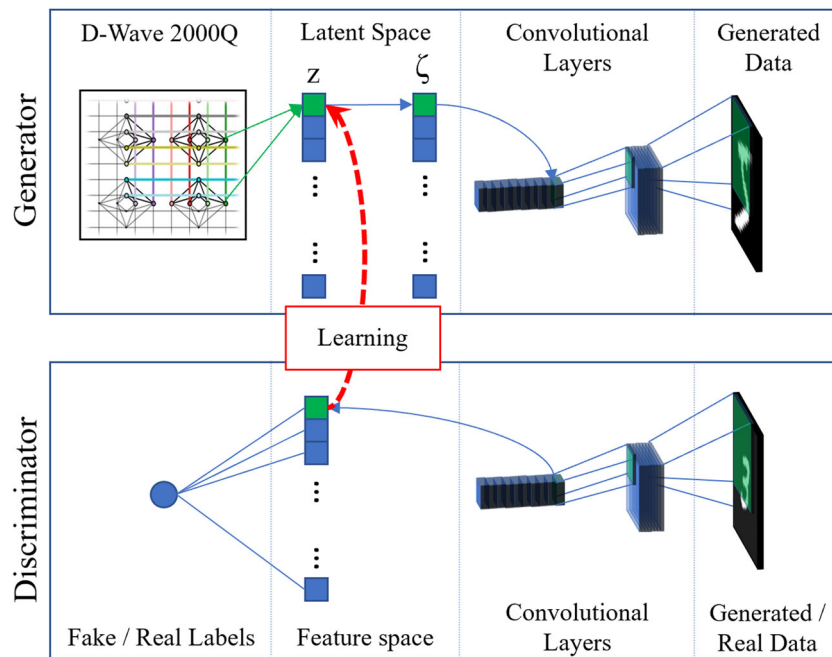 D-Wave 2000Q
Latent Space
Convolutional
Layers
Generated
Data
z
ζ
Generator
Learning
Discriminator
Fake / Real Labels
Feature space
Convolutional
Layers
Generated /
Real Data